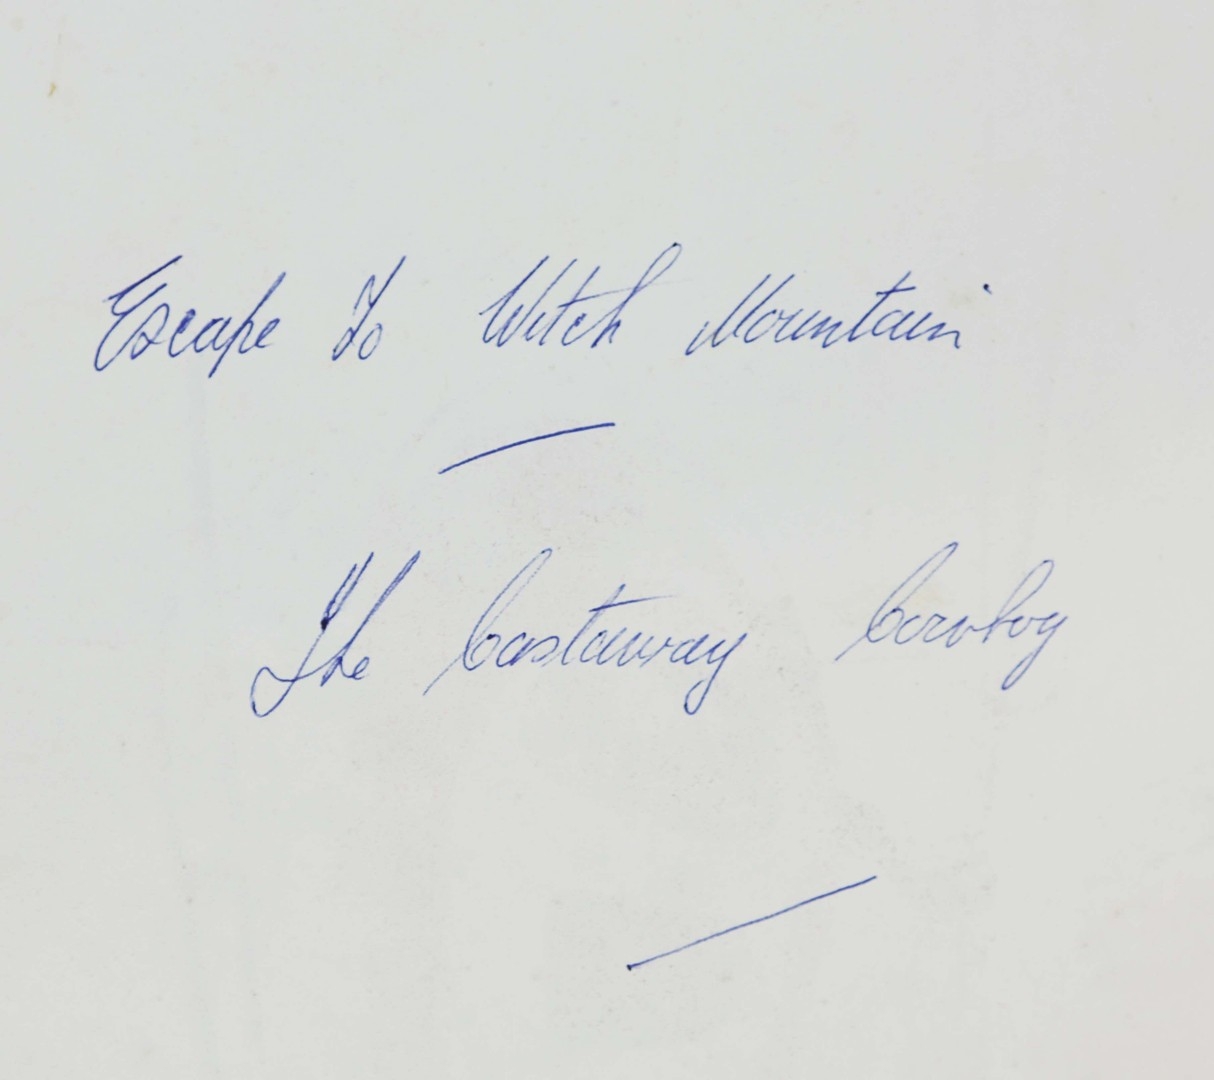 Escape To Witch Mountain
The Castaway Cowboy